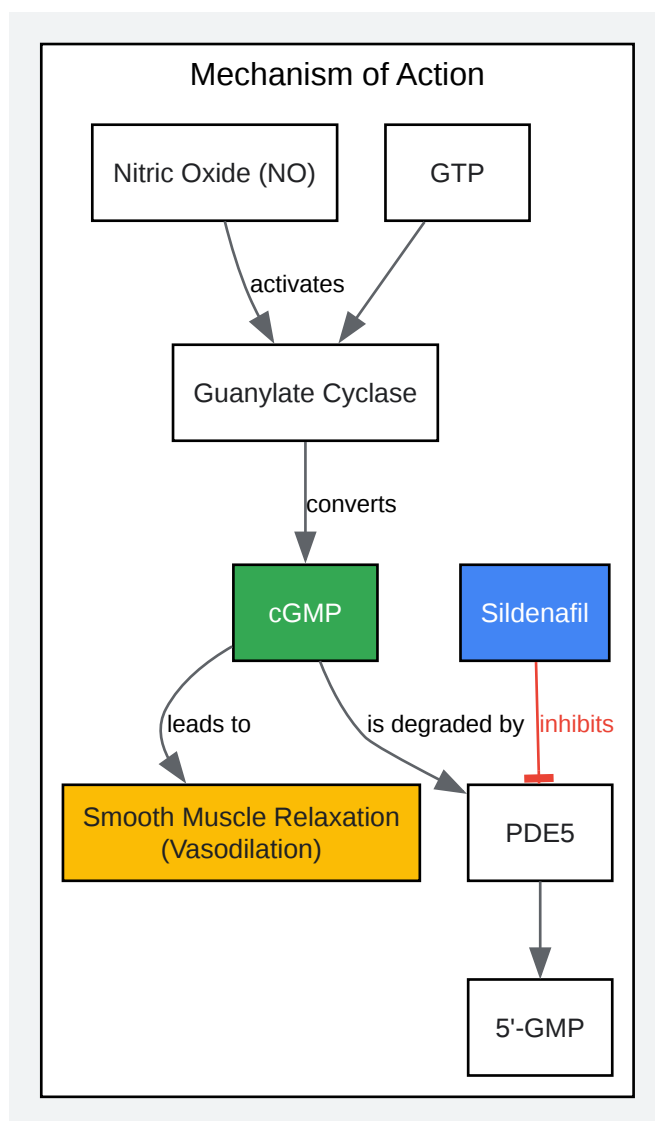 Mechanism of Action
Nitric Oxide (NO)
GTP
activates
Guanylate Cyclase
converts
cGMP
Sildenafil
leads to
is degraded by
inhibits
Smooth Muscle Relaxation
(Vasodilation)
PDE5
5'-GMP